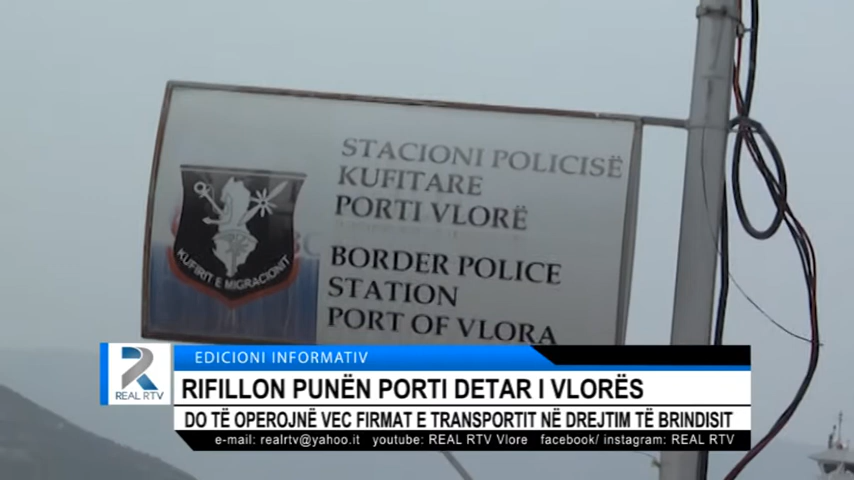 STACIONI POLICISË
KUFITARE
PORTI VLORË
BORDER POLICE
STATION
PORT OF VLORA
KUFIRIT E MIGRACIONIT
EDICIONI INFORMATIV
REAL RTV
RIFILLON PUNËN PORTI DETAR I VLORËS
DO TË OPEROJNË VEC FIRMAT E TRANSPORTIT NË DREJTIM TË BRINDISIT
e-mail: realrtv@yahoo.it youtube: REAL RTV Vlore facebook/ instagram: REAL RTV